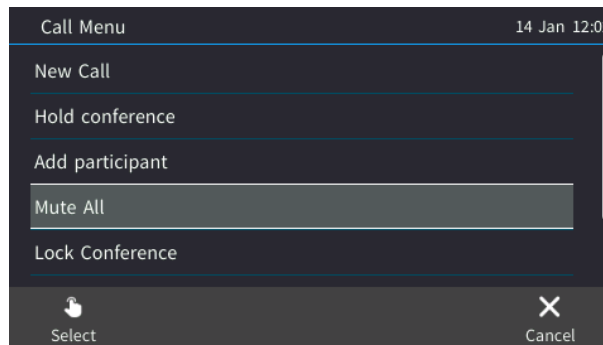 Call Menu 14 Jan 12:0
New Call
Hold conference
Add participant
Mute All
Lock Conference
Select Cancel